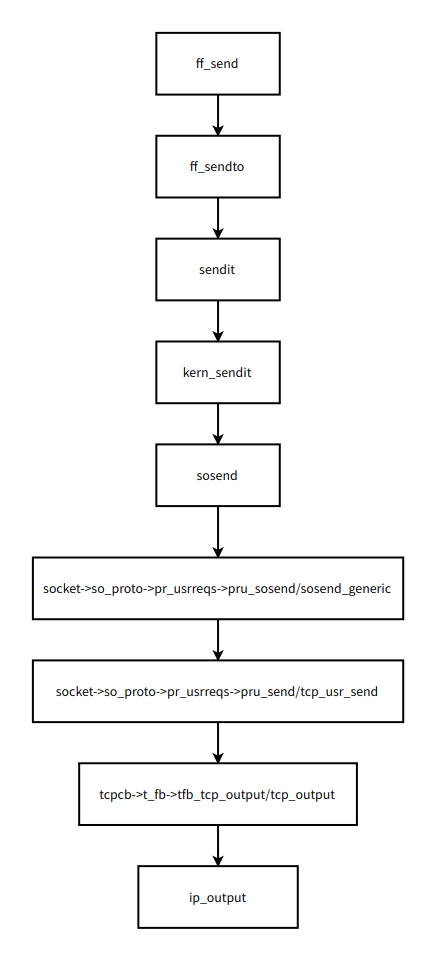 ff_send
ff_sendto
sendit
kern_sendit
sosend
socket->so_proto->pr_usrreqs->pru_sosend/sosend_generic
socket->so_proto->pr_usrreqs->pru_send/tcp_usr_send
tcpcb->t_fb->tfb_tcp_output/tcp_output
ip_output